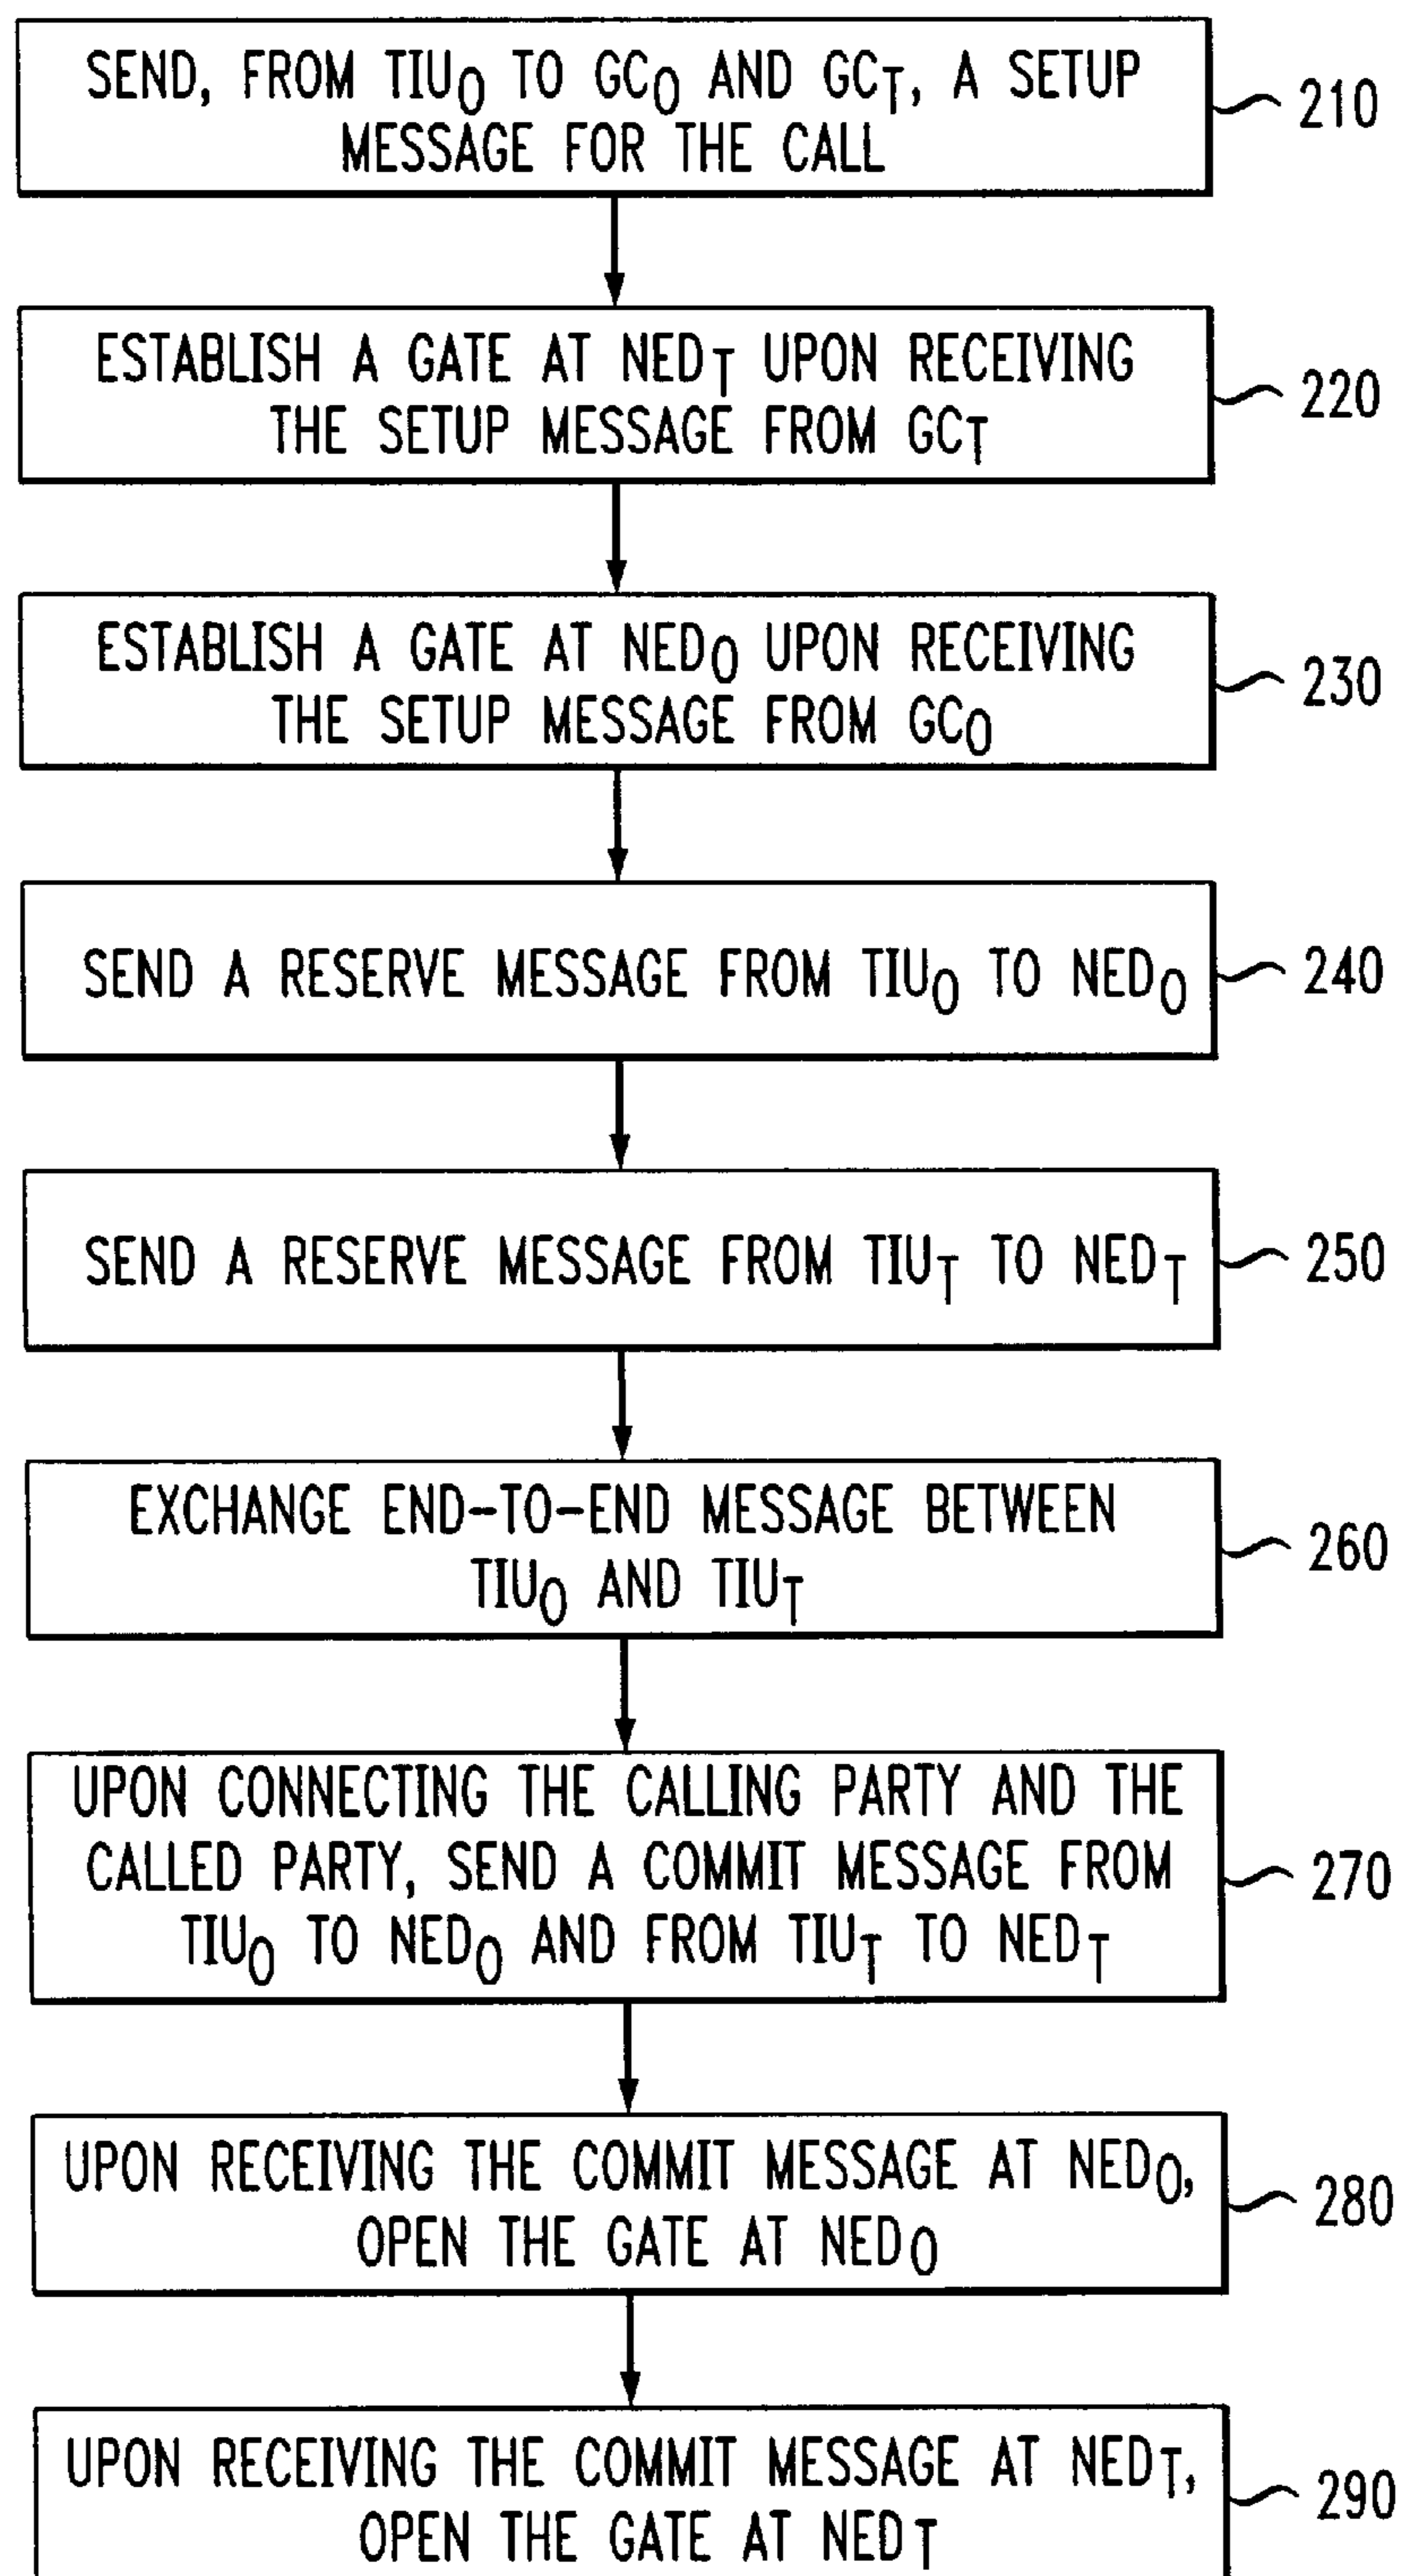 SEND, FROM TIUO TO GCO AND GCT, A SETUP
MESSAGE FOR THE CALL
210
ESTABLISH A GATE AT NEDT UPON RECEIVING
THE SETUP MESSAGE FROM GCT
220
ESTABLISH A GATE AT NEDO UPON RECEIVING
THE SETUP MESSAGE FROM GCO
230
SEND A RESERVE MESSAGE FROM TIUO TO NEDO
240
SEND A RESERVE MESSAGE FROM TIUT TO NEDT
250
EXCHANGE END-TO-END MESSAGE BETWEEN
TIUO AND TIUT
260
UPON CONNECTING THE CALLING PARTY AND THE
CALLED PARTY, SEND A COMMIT MESSAGE FROM
TIUO TO NEDO AND FROM TIUT TO NEDT
270
UPON RECEIVING THE COMMIT MESSAGE AT NEDO,
OPEN THE GATE AT NEDO
280
UPON RECEIVING THE COMMIT MESSAGE AT NEDT,
OPEN THE GATE AT NEDT
290